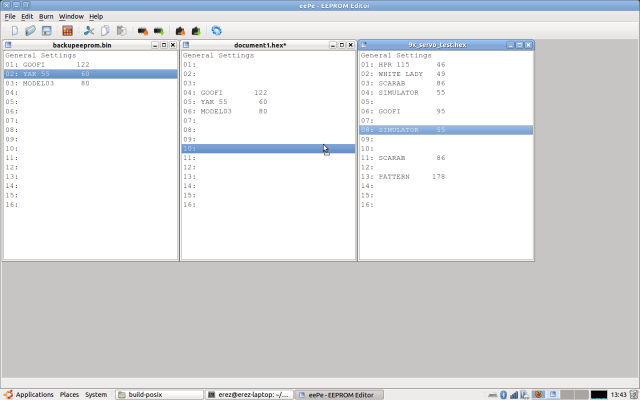 eePe - EEPROM Editor
File Edit Burn Window Help
backupeeprom.bin
General Settings
01: GOOFI 122
02: YAK 55 60
03: MODEL03 80
04:
05:
06:
07:
08:
09:
10:
11:
12:
13:
14:
15:
16:
document1.hex*
General Settings
01:
02:
03:
04: GOOFI 122
05: YAK 55 60
06: MODEL03 80
07:
08:
09:
10:
11:
12:
13:
14:
15:
16:
9x_servo_test.hex
General Settings
01: HPR 115 46
02: WHITE LADY 49
03: SCARAB 86
04: SIMULATOR 55
05:
06: GOOFI 95
07:
08: SIMULATOR 55
09:
10:
11: SCARAB 86
12:
13: PATTERN 178
14:
15:
16:
Applications Places System build-posix erez@erez-laptop: ~/... eePe - EEPROM Editor 13:43